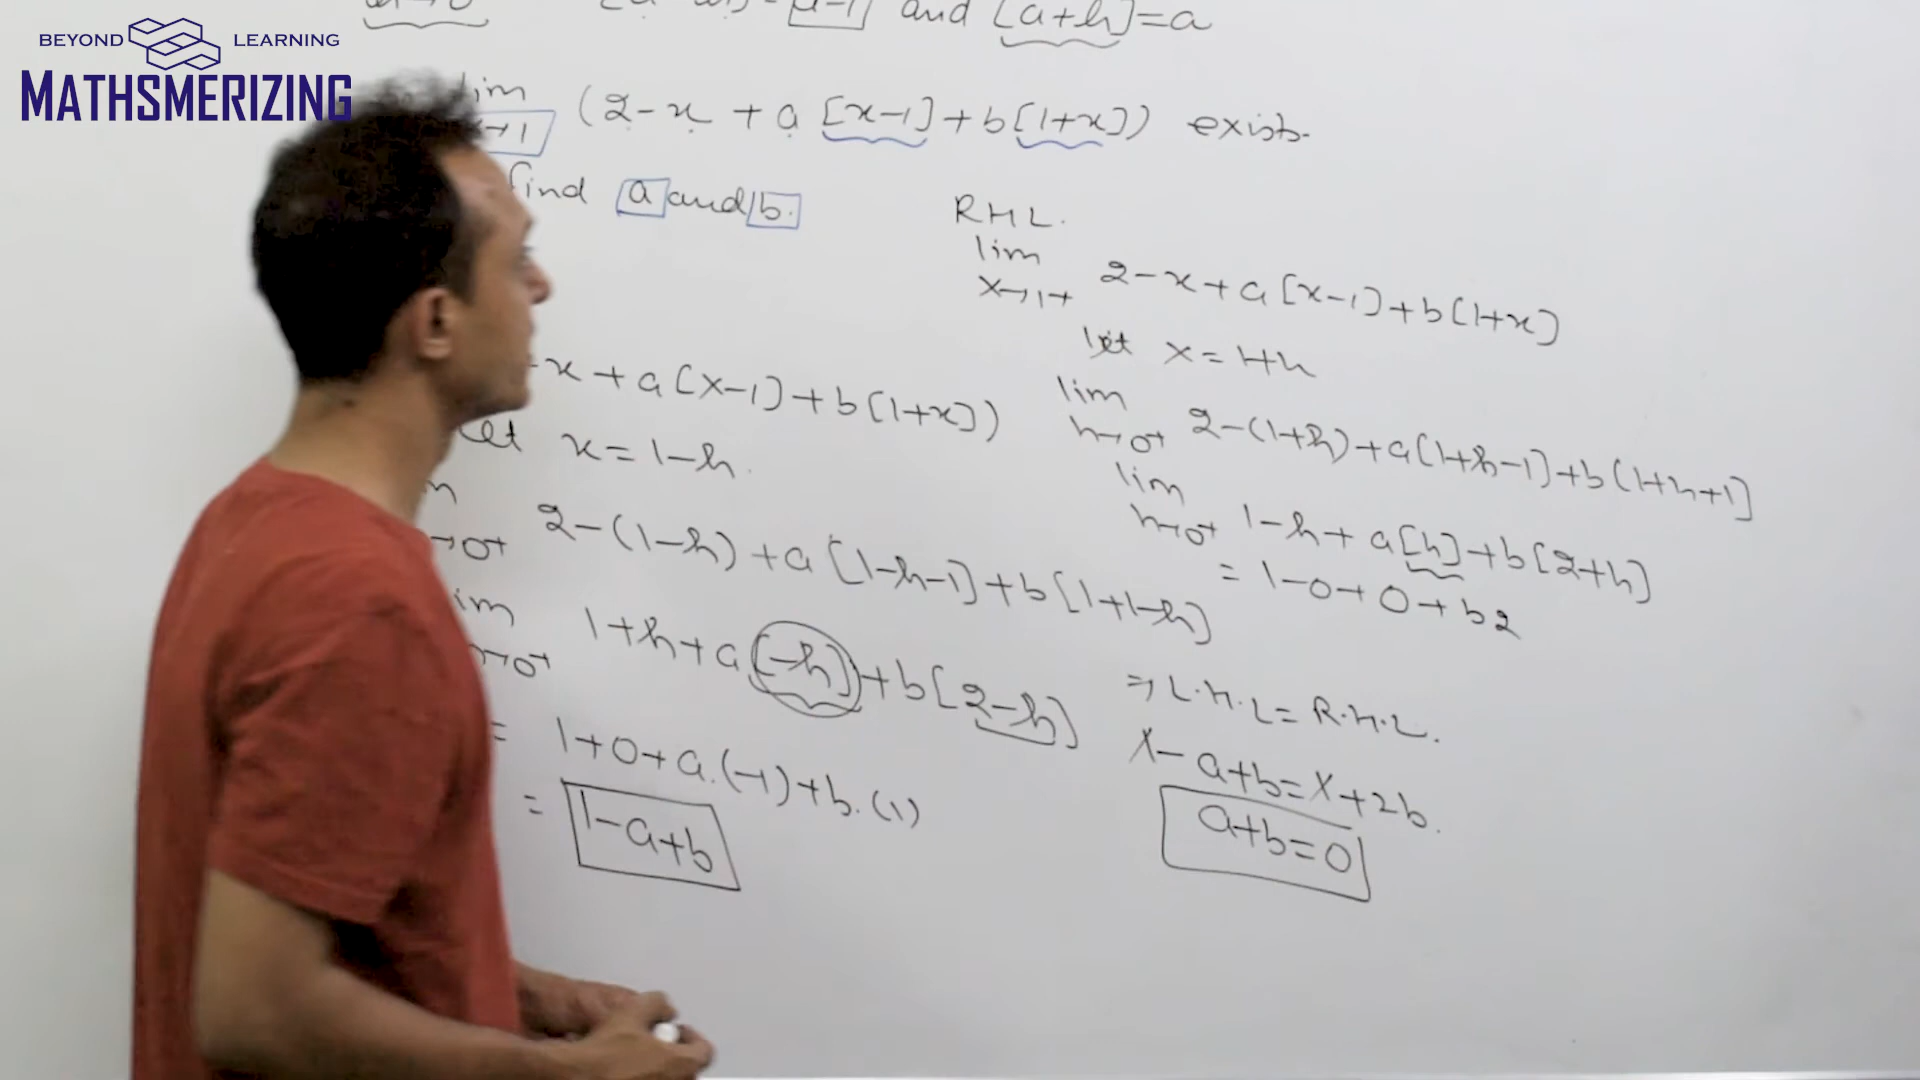 BEYOND LEARNING
MATHSMERIZING
and [a+h]=a
lim (2-x+a[x-1]+b[1+x]) exists.
→1
find a and b.
-x+a[x-1]+b[1+x])
Let x=1-h.
→0+ 2-(1-h)+a[1-h-1]+b[1+1-h]
lim 1+h+a[-h]+b[2-h]
h→0+
= 1+0+a.(-1)+b.(1)
= 1-a+b
RHL.
lim 2-x+a[x-1]+b[1+x]
x→1+
let x=1+h
lim 2-(1+h)+a[1+h-1]+b[1+h+1]
h→0+
lim 1-h+a[h]+b[2+h]
h→0+
= 1-0+0+b2
⇒ L.H.L=R.H.L.
1-a+b=1+2b.
a+b=0